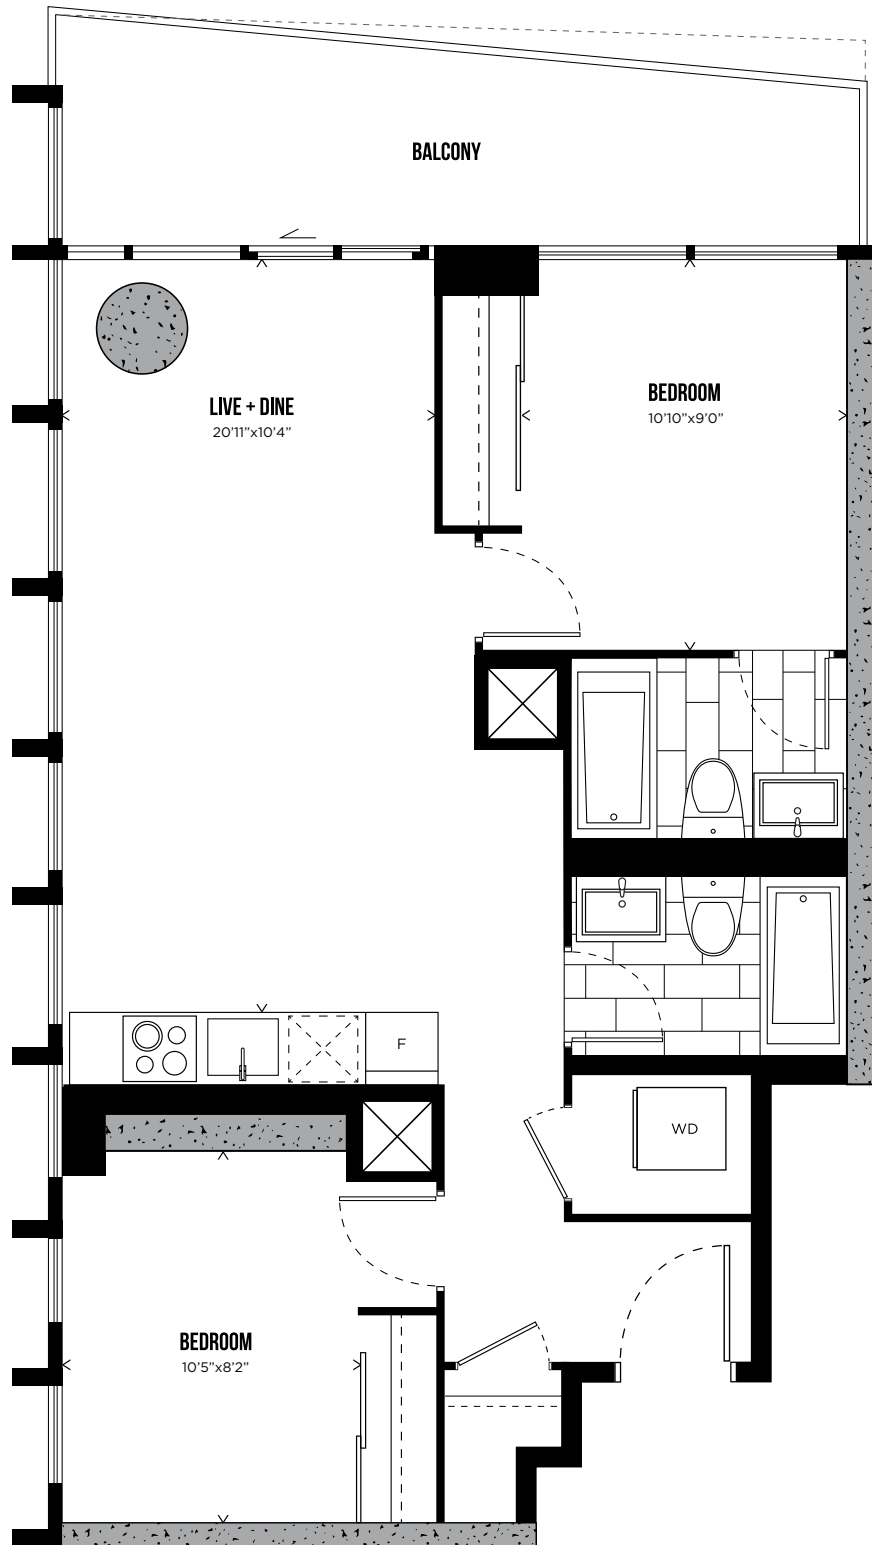 BALCONY
LIVE + DINE
20'11"x10'4"
BEDROOM
10'10"x9'0"
F
WD
BEDROOM
10'5"x8'2"